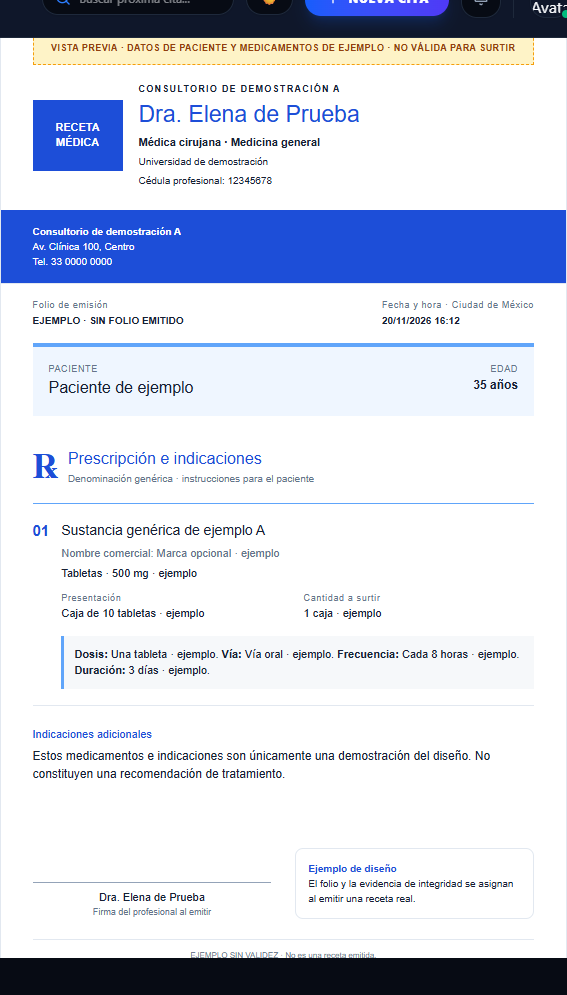 Buscar próxima cita...
NUEVA CITA
Avata
VISTA PREVIA · DATOS DE PACIENTE Y MEDICAMENTOS DE EJEMPLO · NO VÁLIDA PARA SURTIR
CONSULTORIO DE DEMOSTRACIÓN A
RECETA
MÉDICA
Dra. Elena de Prueba
Médica cirujana · Medicina general
Universidad de demostración
Cédula profesional: 12345678
Consultorio de demostración A
Av. Clínica 100, Centro
Tel. 33 0000 0000
Folio de emisión
EJEMPLO · SIN FOLIO EMITIDO
Fecha y hora · Ciudad de México
20/11/2026 16:12
PACIENTE
Paciente de ejemplo
EDAD
35 años
℞ Prescripción e indicaciones
Denominación genérica · instrucciones para el paciente
01 Sustancia genérica de ejemplo A
Nombre comercial: Marca opcional · ejemplo
Tabletas · 500 mg · ejemplo
Presentación
Caja de 10 tabletas · ejemplo
Cantidad a surtir
1 caja · ejemplo
Dosis: Una tableta · ejemplo. Vía: Vía oral · ejemplo. Frecuencia: Cada 8 horas · ejemplo.
Duración: 3 días · ejemplo.
Indicaciones adicionales
Estos medicamentos e indicaciones son únicamente una demostración del diseño. No
constituyen una recomendación de tratamiento.
Dra. Elena de Prueba
Firma del profesional al emitir
Ejemplo de diseño
El folio y la evidencia de integridad se asignan
al emitir una receta real.
EJEMPLO SIN VALIDEZ · No es una receta emitida.